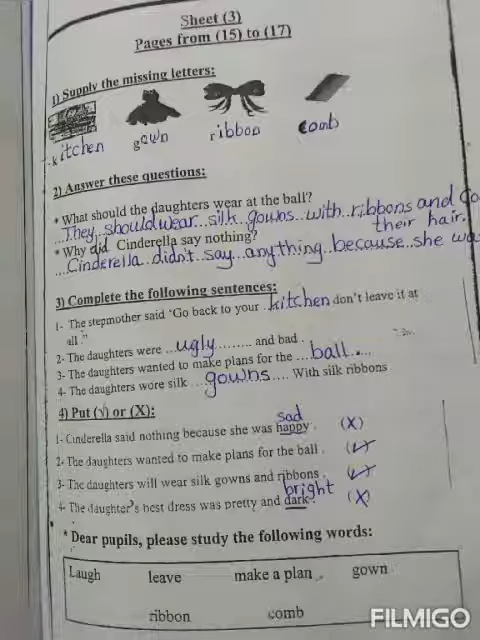 Sheet (3)
Pages from (15) to (17)
1) Supply the missing letters:
kitchen gown ribbon comb
2) Answer these questions:
* What should the daughters wear at the ball?
They should wear silk gowns with ribbons and
their hair.
* Why did Cinderella say nothing?
Cinderella didn't say anything because she
3) Complete the following sentences:
1- The stepmother said "Go back to your kitchen don't leave it at
all."
2- The daughters were ...ugly......... and bad.
3- The daughters wanted to make plans for the ...ball....
4- The daughters wore silk ....gowns.... With silk ribbons
4) Put (√) or (X):
sad
1- Cinderella said nothing because she was happy. (X)
2- The daughters wanted to make plans for the ball. (√)
3- The daughters will wear silk gowns and ribbons. (√)
bright
4- The daughter's best dress was pretty and dark. (X)
* Dear pupils, please study the following words:
Laugh leave make a plan gown
ribbon comb
FILMIGO